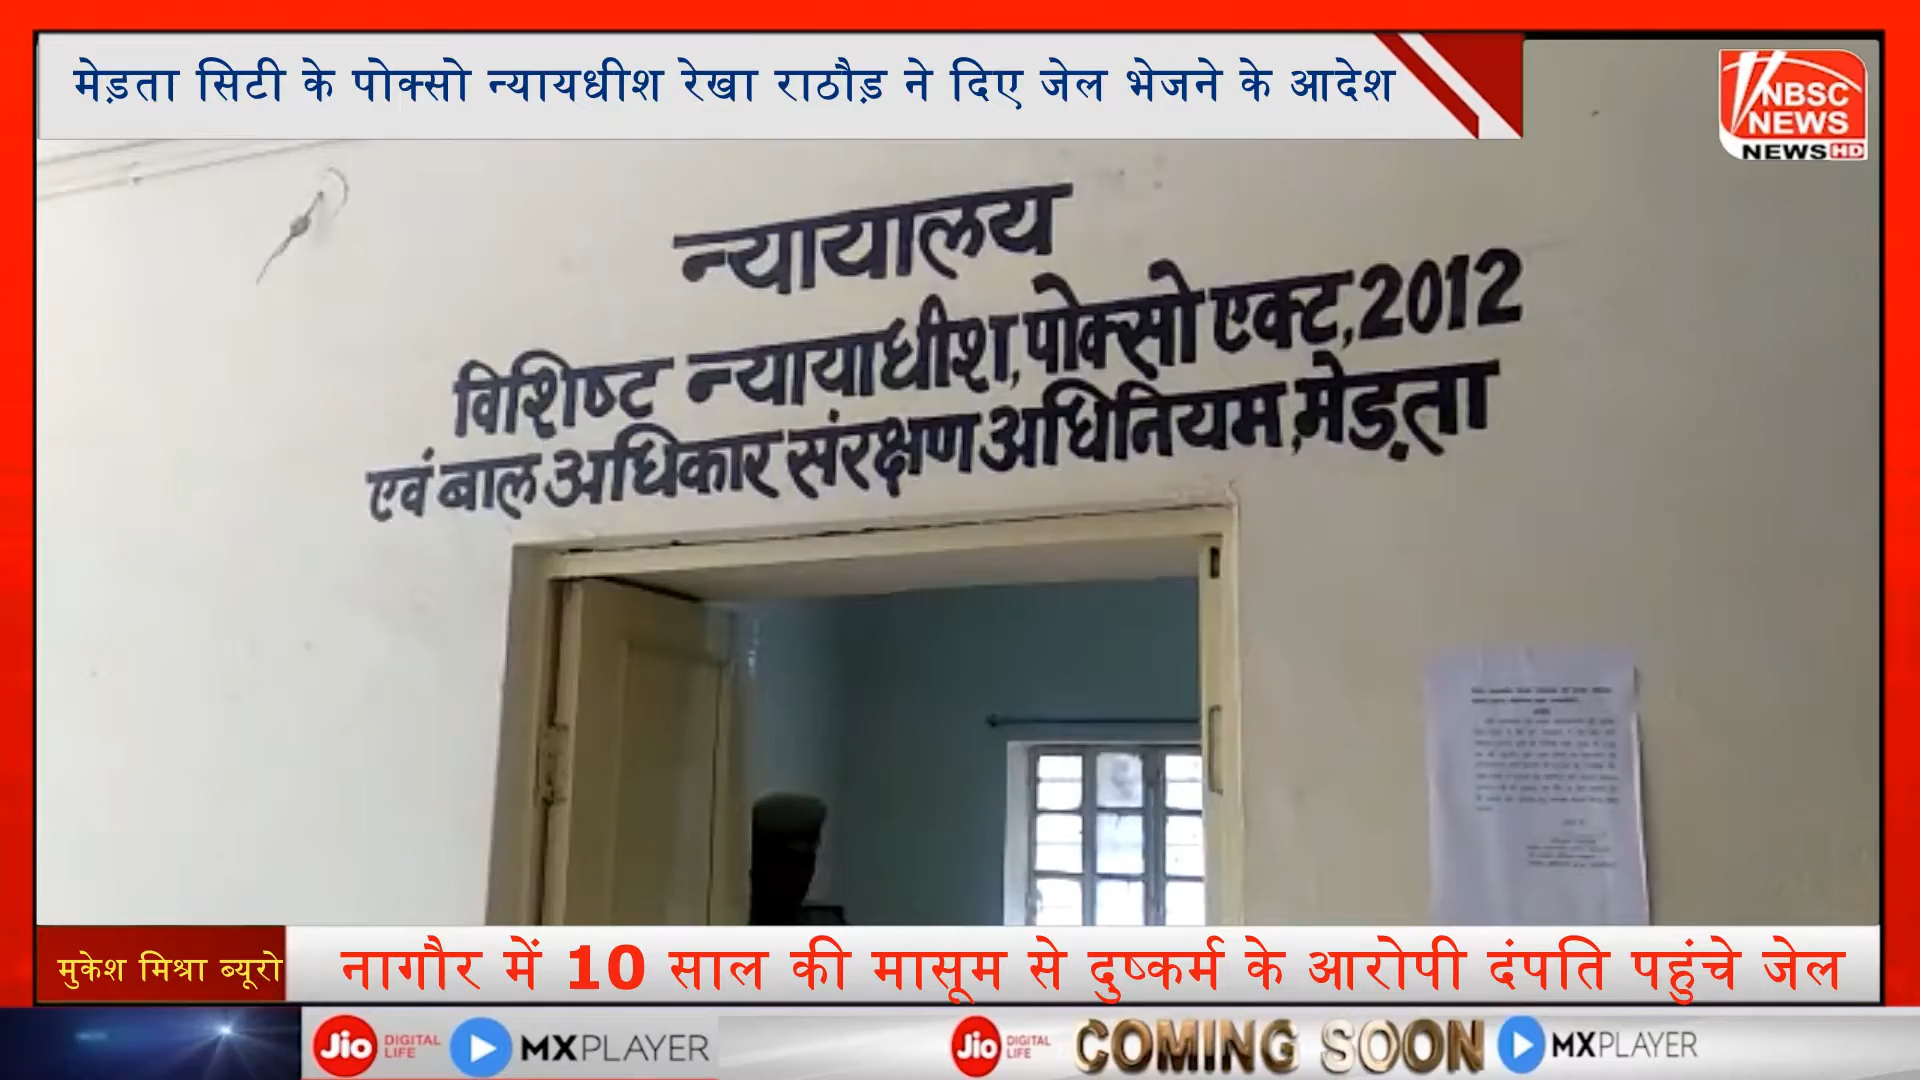 मेड़ता सिटी के पोक्सो न्यायधीश रेखा राठौड़ ने दिए जेल भेजने के आदेश
NBSC
NEWS
NEWS HD
न्यायालय
विशिष्ट न्यायाधीश, पोक्सो एक्ट, 2012
एवं बाल अधिकार संरक्षण अधिनियम, मेड़ता
मुकेश मिश्रा ब्यूरो
नागौर में 10 साल की मासूम से दुष्कर्म के आरोपी दंपति पहुंचे जेल
Jio DIGITAL LIFE MXPLAYER Jio DIGITAL LIFE COMING SOON MXPLAYER